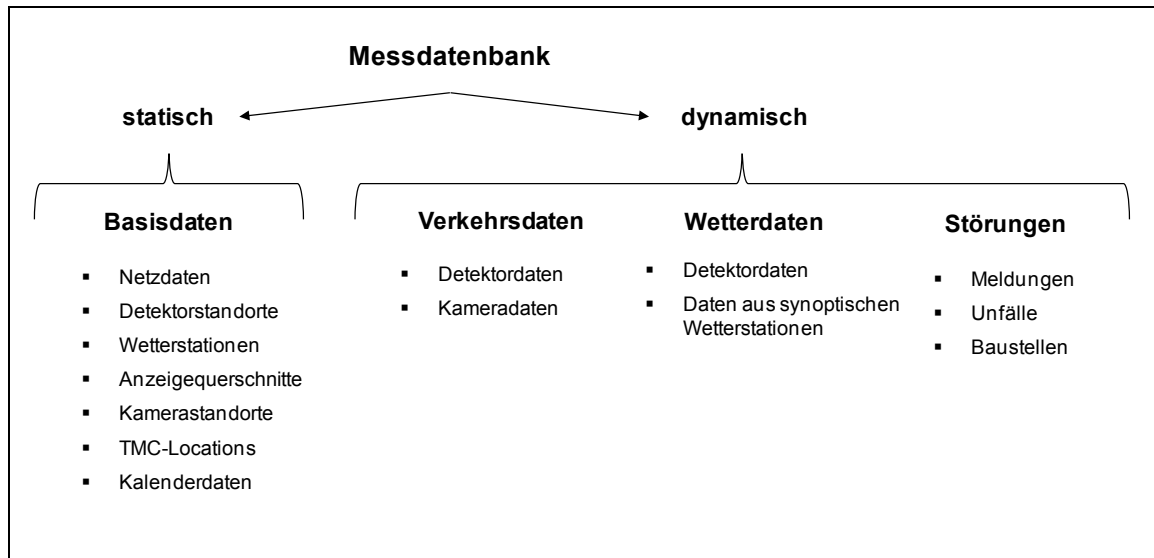 Messdatenbank
statisch
dynamisch
Basisdaten
▪ Netzdaten
▪ Detektorstandorte
▪ Wetterstationen
▪ Anzeigequerschnitte
▪ Kamerastandorte
▪ TMC-Locations
▪ Kalenderdaten
Verkehrsdaten
▪ Detektordaten
▪ Kameradaten
Wetterdaten
▪ Detektordaten
▪ Daten aus synoptischen
Wetterstationen
Störungen
▪ Meldungen
▪ Unfälle
▪ Baustellen